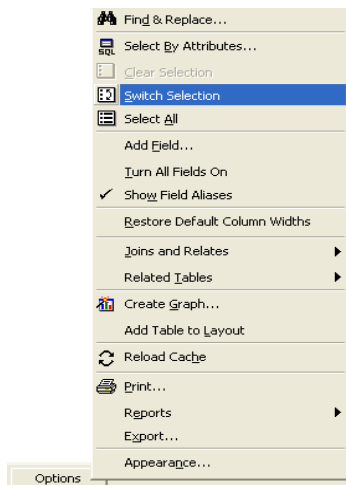 Find & Replace...
SQL Select By Attributes...
Clear Selection
Switch Selection
Select All
Add Field...
Turn All Fields On
Show Field Aliases
Restore Default Column Widths
Joins and Relates
Related Tables
Create Graph...
Add Table to Layout
Reload Cache
Print...
Reports
Export...
Appearance...
Options